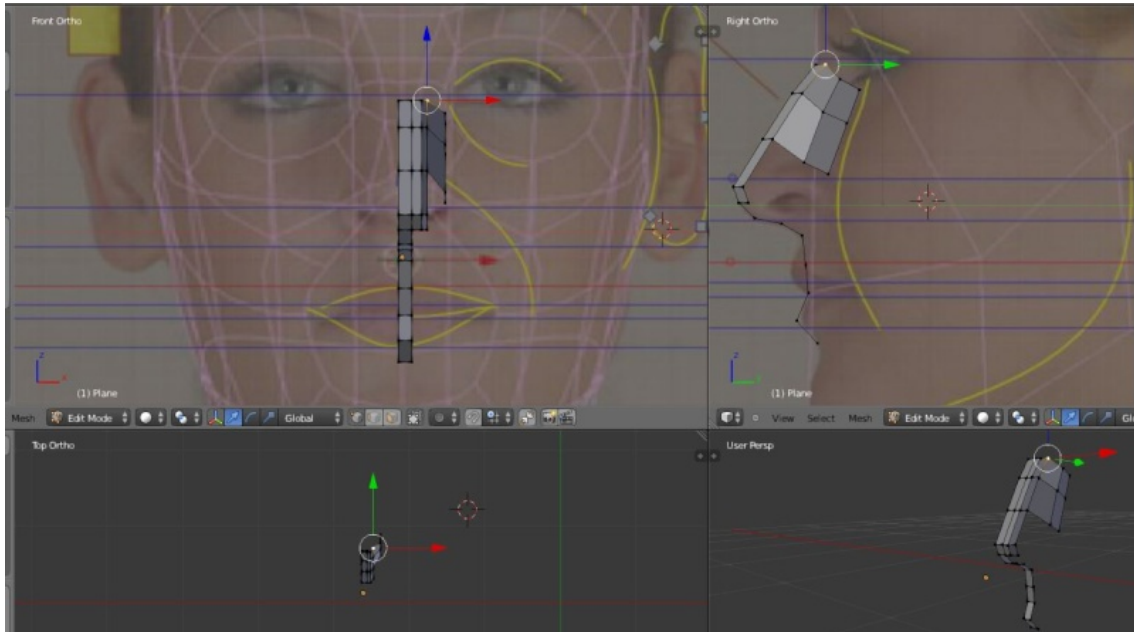 Front Ortho
Right Ortho
z
x
(1) Plane
z
(1) Plane
Mesh Edit Mode Global
View Select Mesh Edit Mode
Top Ortho
User Persp